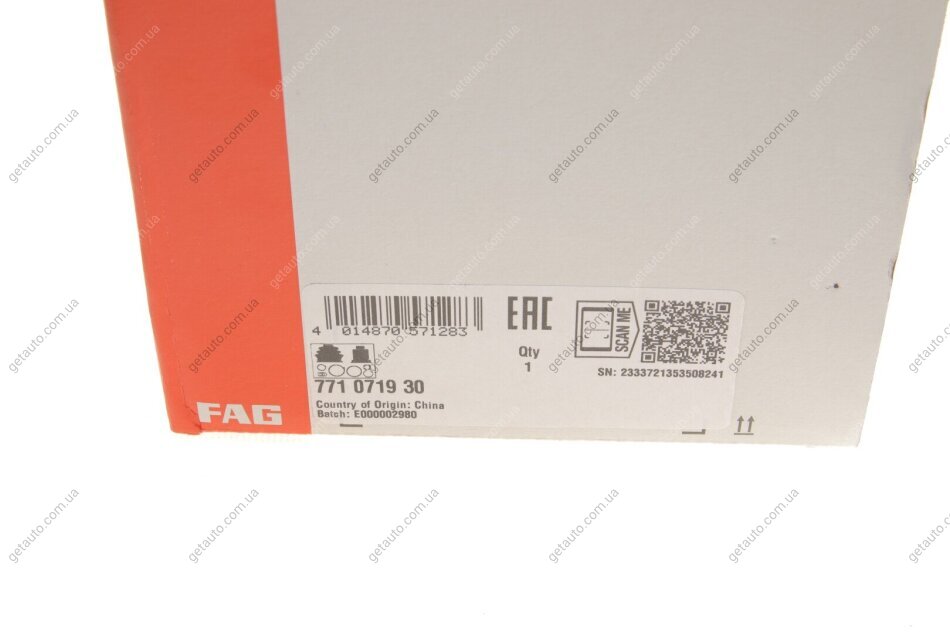 EAC
4 014870 571283
SCAN ME
Qty
1
SN: 2333721353508241
771 0719 30
Country of Origin: China
Batch: E000002980
FAG
getauto.com.ua